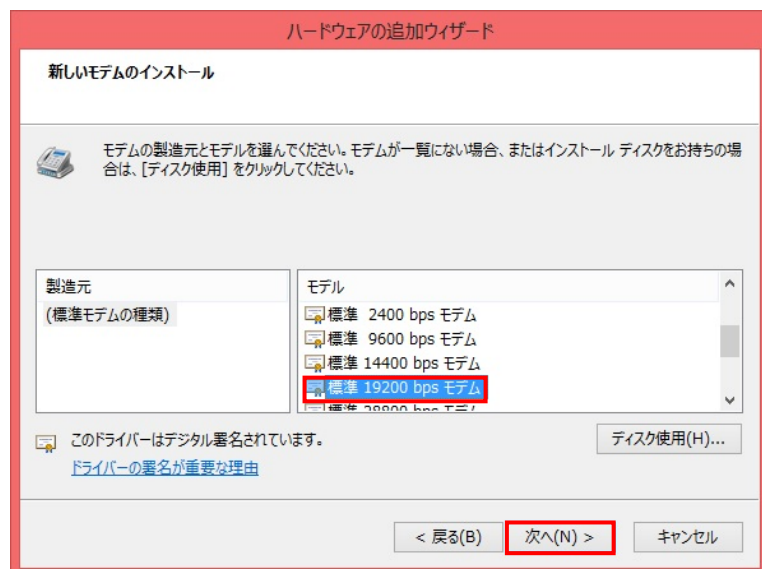 ハードウェアの追加ウィザード
新しいモデムのインストール
モデムの製造元とモデルを選んでください。モデムが一覧にない場合、またはインストール ディスクをお持ちの場
合は、[ディスク使用] をクリックしてください。
製造元
(標準モデムの種類)
モデル
標準 2400 bps モデム
標準 9600 bps モデム
標準 14400 bps モデム
標準 19200 bps モデム
標準 28800 bps モデム
このドライバーはデジタル署名されています。
ディスク使用(H)...
ドライバーの署名が重要な理由
< 戻る(B)
次へ(N) >
キャンセル